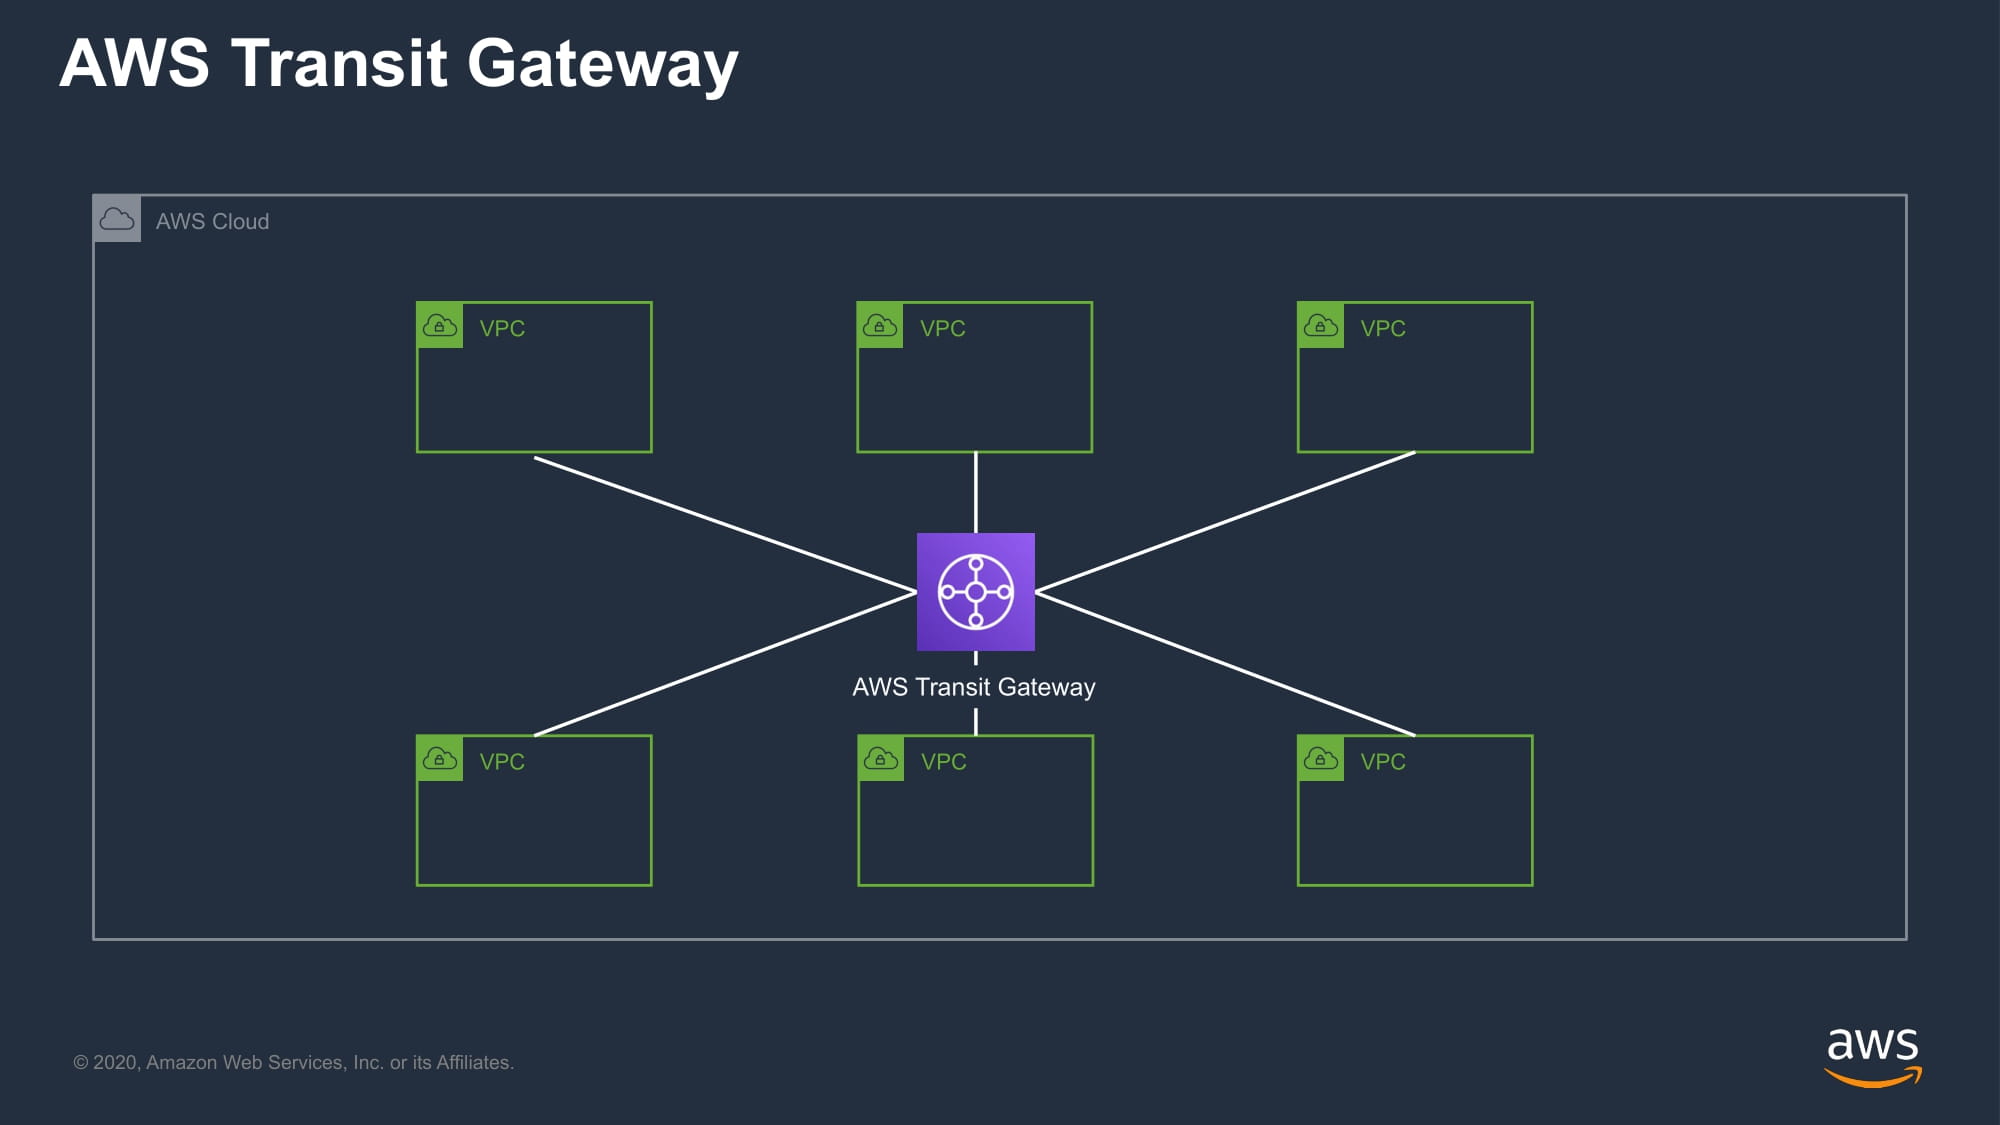 AWS Transit Gateway
AWS Cloud
VPC
VPC
VPC
AWS Transit Gateway
VPC
VPC
VPC
© 2020, Amazon Web Services, Inc. or its Affiliates.
aws